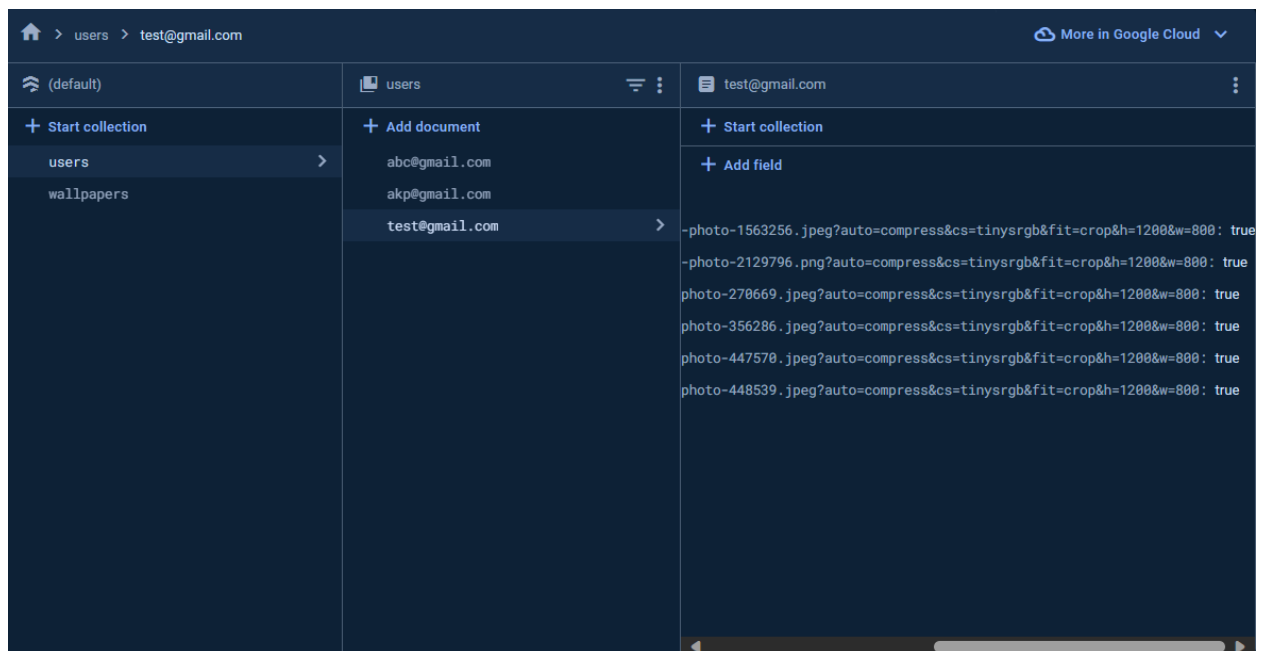 users > test@gmail.com
More in Google Cloud
(default)
users
test@gmail.com
+ Start collection
+ Add document
+ Start collection
users
wallpapers
abc@gmail.com
akp@gmail.com
test@gmail.com
+ Add field
-photo-1563256.jpeg?auto=compress&cs=tinysrgb&fit=crop&h=1200&w=800: true
-photo-2129796.png?auto=compress&cs=tinysrgb&fit=crop&h=1200&w=800: true
photo-270669.jpeg?auto=compress&cs=tinysrgb&fit=crop&h=1200&w=800: true
photo-356286.jpeg?auto=compress&cs=tinysrgb&fit=crop&h=1200&w=800: true
photo-447570.jpeg?auto=compress&cs=tinysrgb&fit=crop&h=1200&w=800: true
photo-448539.jpeg?auto=compress&cs=tinysrgb&fit=crop&h=1200&w=800: true